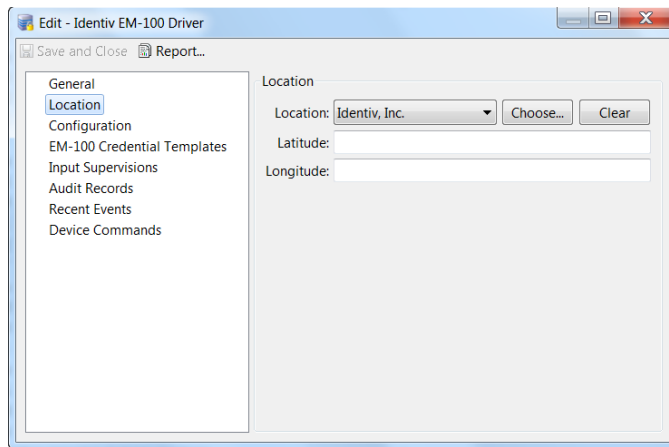 Edit - Identiv EM-100 Driver
Save and Close Report...
General
Location
Configuration
EM-100 Credential Templates
Input Supervisions
Audit Records
Recent Events
Device Commands
Location
Location: Identiv, Inc. Choose... Clear
Latitude:
Longitude: